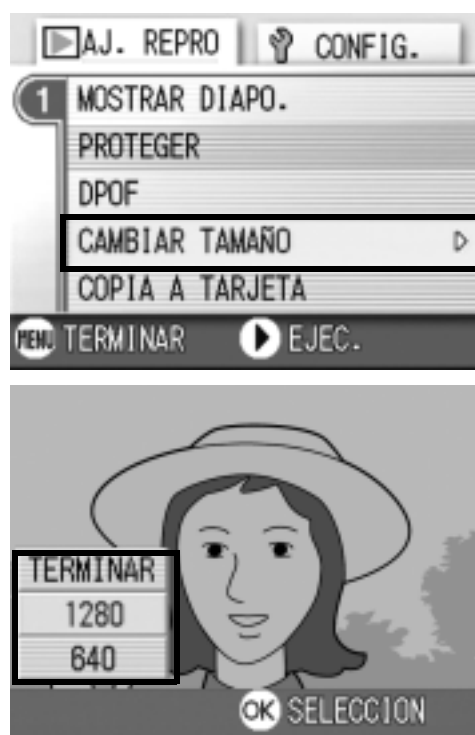 AJ. REPRO CONFIG.
1 MOSTRAR DIAPO.
PROTEGER
DPOF
CAMBIAR TAMAÑO
COPIA A TARJETA
MENU TERMINAR EJEC.
TERMINAR
1280
640
OK SELECCION